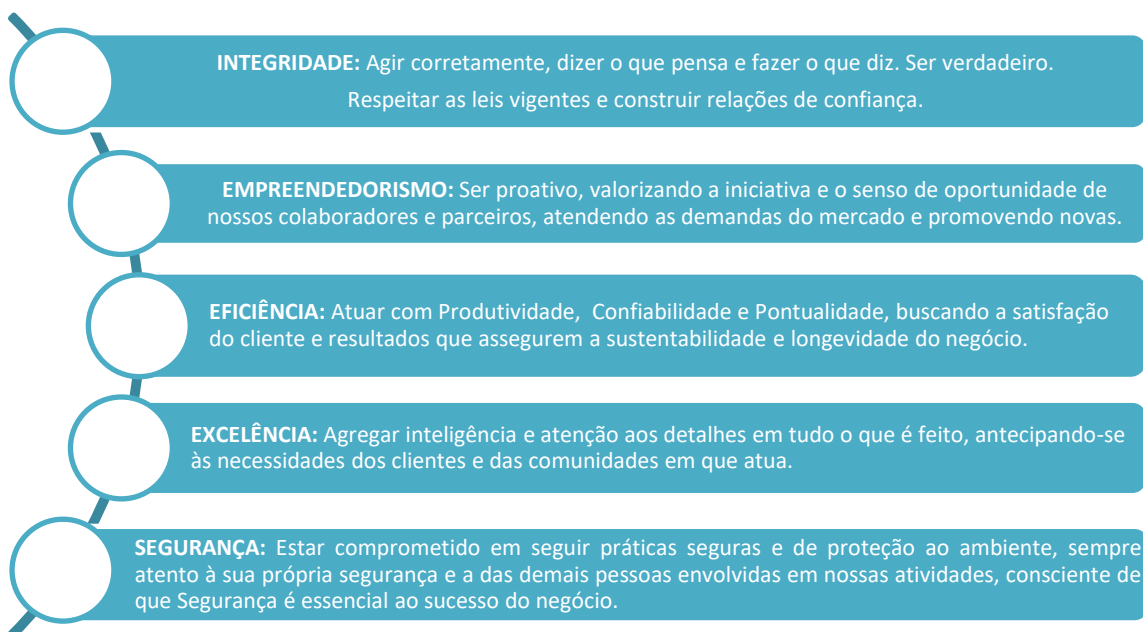 INTEGRIDADE: Agir corretamente, dizer o que pensa e fazer o que diz. Ser verdadeiro.
Respeitar as leis vigentes e construir relações de confiança.
EMPREENDEDORISMO: Ser proativo, valorizando a iniciativa e o senso de oportunidade de
nossos colaboradores e parceiros, atendendo as demandas do mercado e promovendo novas.
EFICIÊNCIA: Atuar com Produtividade, Confiabilidade e Pontualidade, buscando a satisfação
do cliente e resultados que assegurem a sustentabilidade e longevidade do negócio.
EXCELÊNCIA: Agregar inteligência e atenção aos detalhes em tudo o que é feito, antecipando-se
às necessidades dos clientes e das comunidades em que atua.
SEGURANÇA: Estar comprometido em seguir práticas seguras e de proteção ao ambiente, sempre
atento à sua própria segurança e a das demais pessoas envolvidas em nossas atividades, consciente de
que Segurança é essencial ao sucesso do negócio.